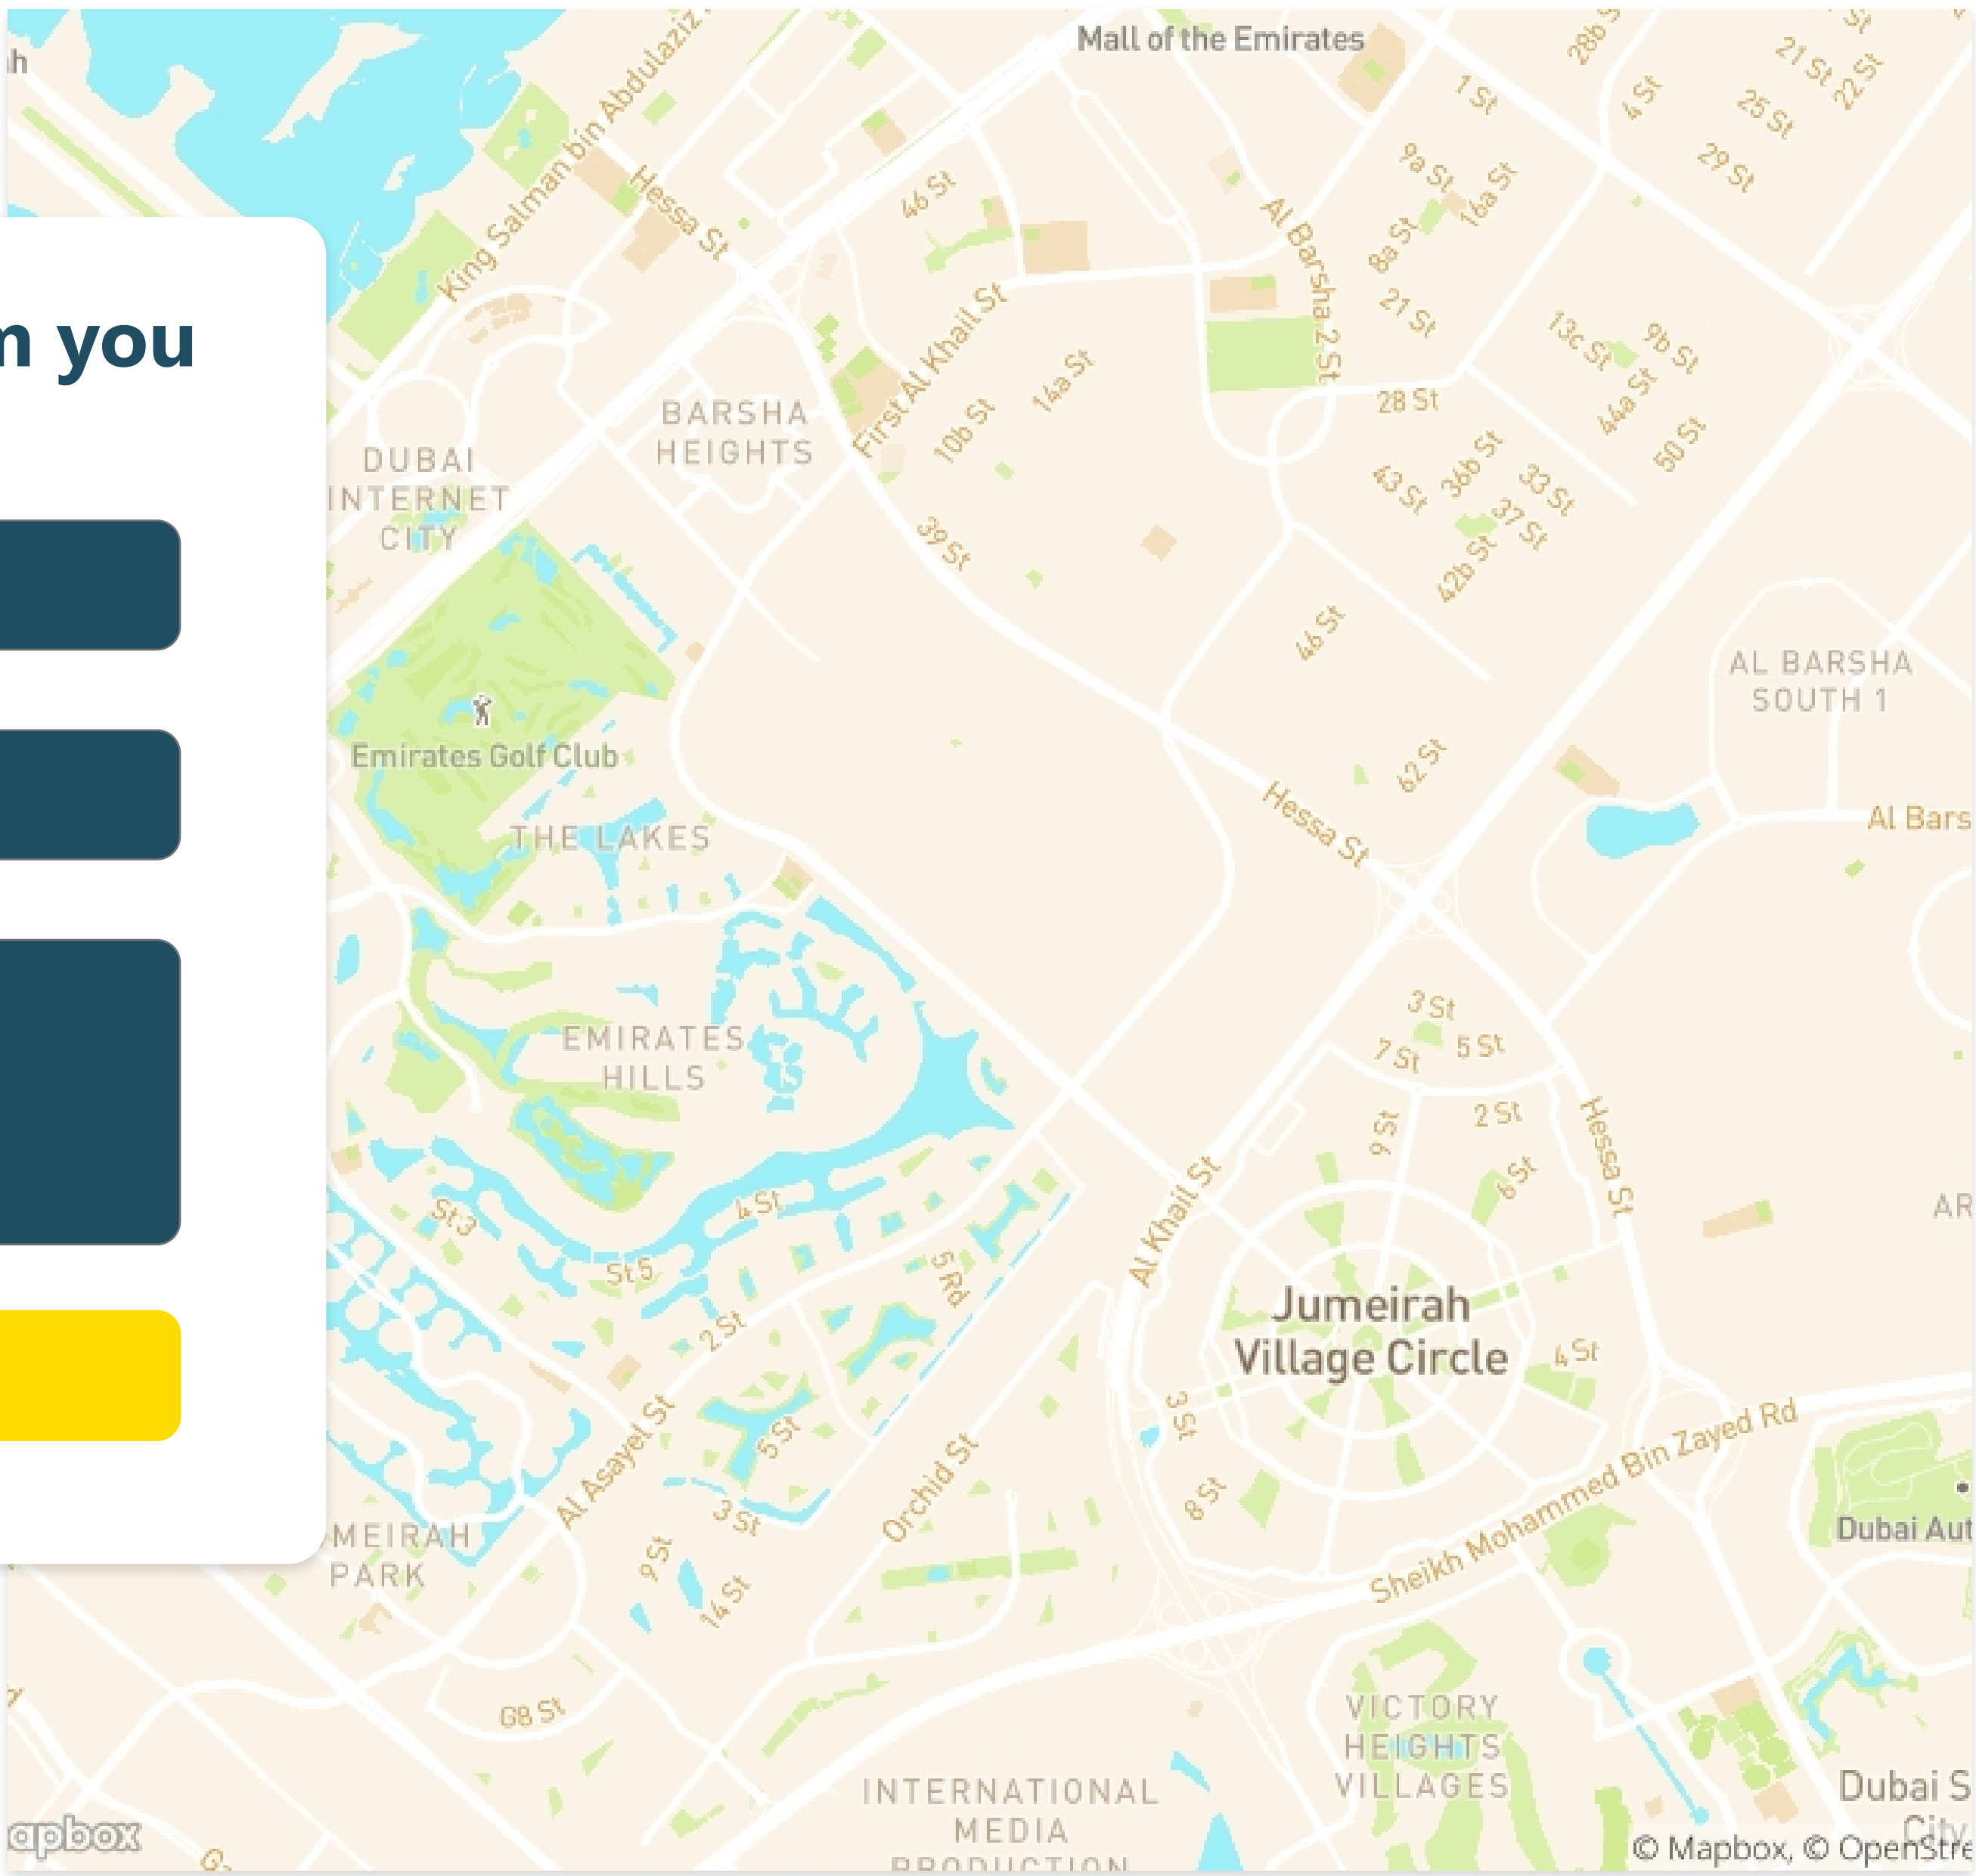 Mall of the Emirates
28b S
21 St
22 St
St
1 St
4 St
25 St
29 St
King Salman bin Abdulaziz
Hessa St
46 St
9a St
16a St
8a St
Al Barsha 2 St
21 St
m you
First Al Khail St
14a St
13c St
9b St
44a St
28 St
50 St
BARSHA
HEIGHTS
10b St
DUBAI
INTERNET
CITY
36b St
43 St
33 St
37 St
39 St
42b St
46 St
AL BARSHA
SOUTH 1
Emirates Golf Club
62 St
THE LAKES
Hessa St
Al Bars
3 St
5 St
7 St
EMIRATES
HILLS
2 St
9 St
Hessa St
6 St
AR
St 3
4 St
Al Khail St
St 5
5 Rd
Jumeirah
Village Circle
2 St
4 St
3 St
Sheikh Mohammed Bin Zayed Rd
Al Asayel St
5 St
Orchid St
8 St
3 St
Dubai Aut
MEIRAH
PARK
9 St
14 St
G8 St
VICTORY
HEIGHTS
VILLAGES
INTERNATIONAL
MEDIA
PRODUCTION
Dubai S
City
apbox
© Mapbox, © OpenStre